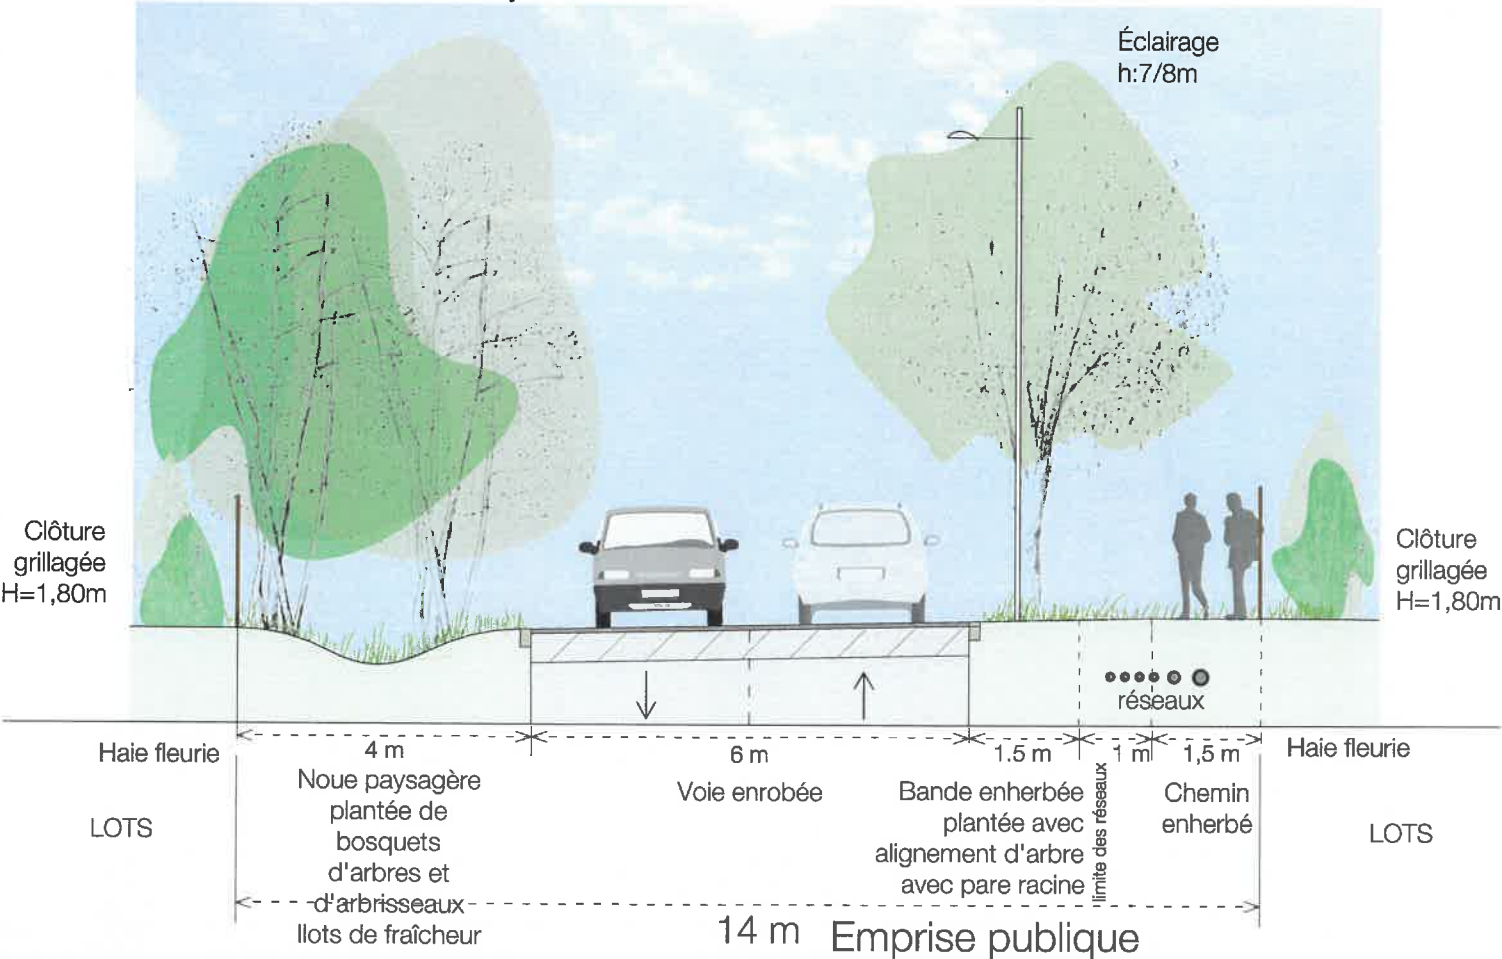 Éclairage
h:7/8m
Clôture
grillagée
H=1,80m
Clôture
grillagée
H=1,80m
réseaux
Haie fleurie
4 m
6 m
1.5 m
1 m
1,5 m
Haie fleurie
Noue paysagère
plantée de
bosquets
d'arbres et
d'arbrisseaux
Ilots de fraîcheur
Voie enrobée
Bande enherbée
plantée avec
alignement d'arbre
avec pare racine
limite des réseaux
Chemin
enherbé
LOTS
LOTS
14 m Emprise publique